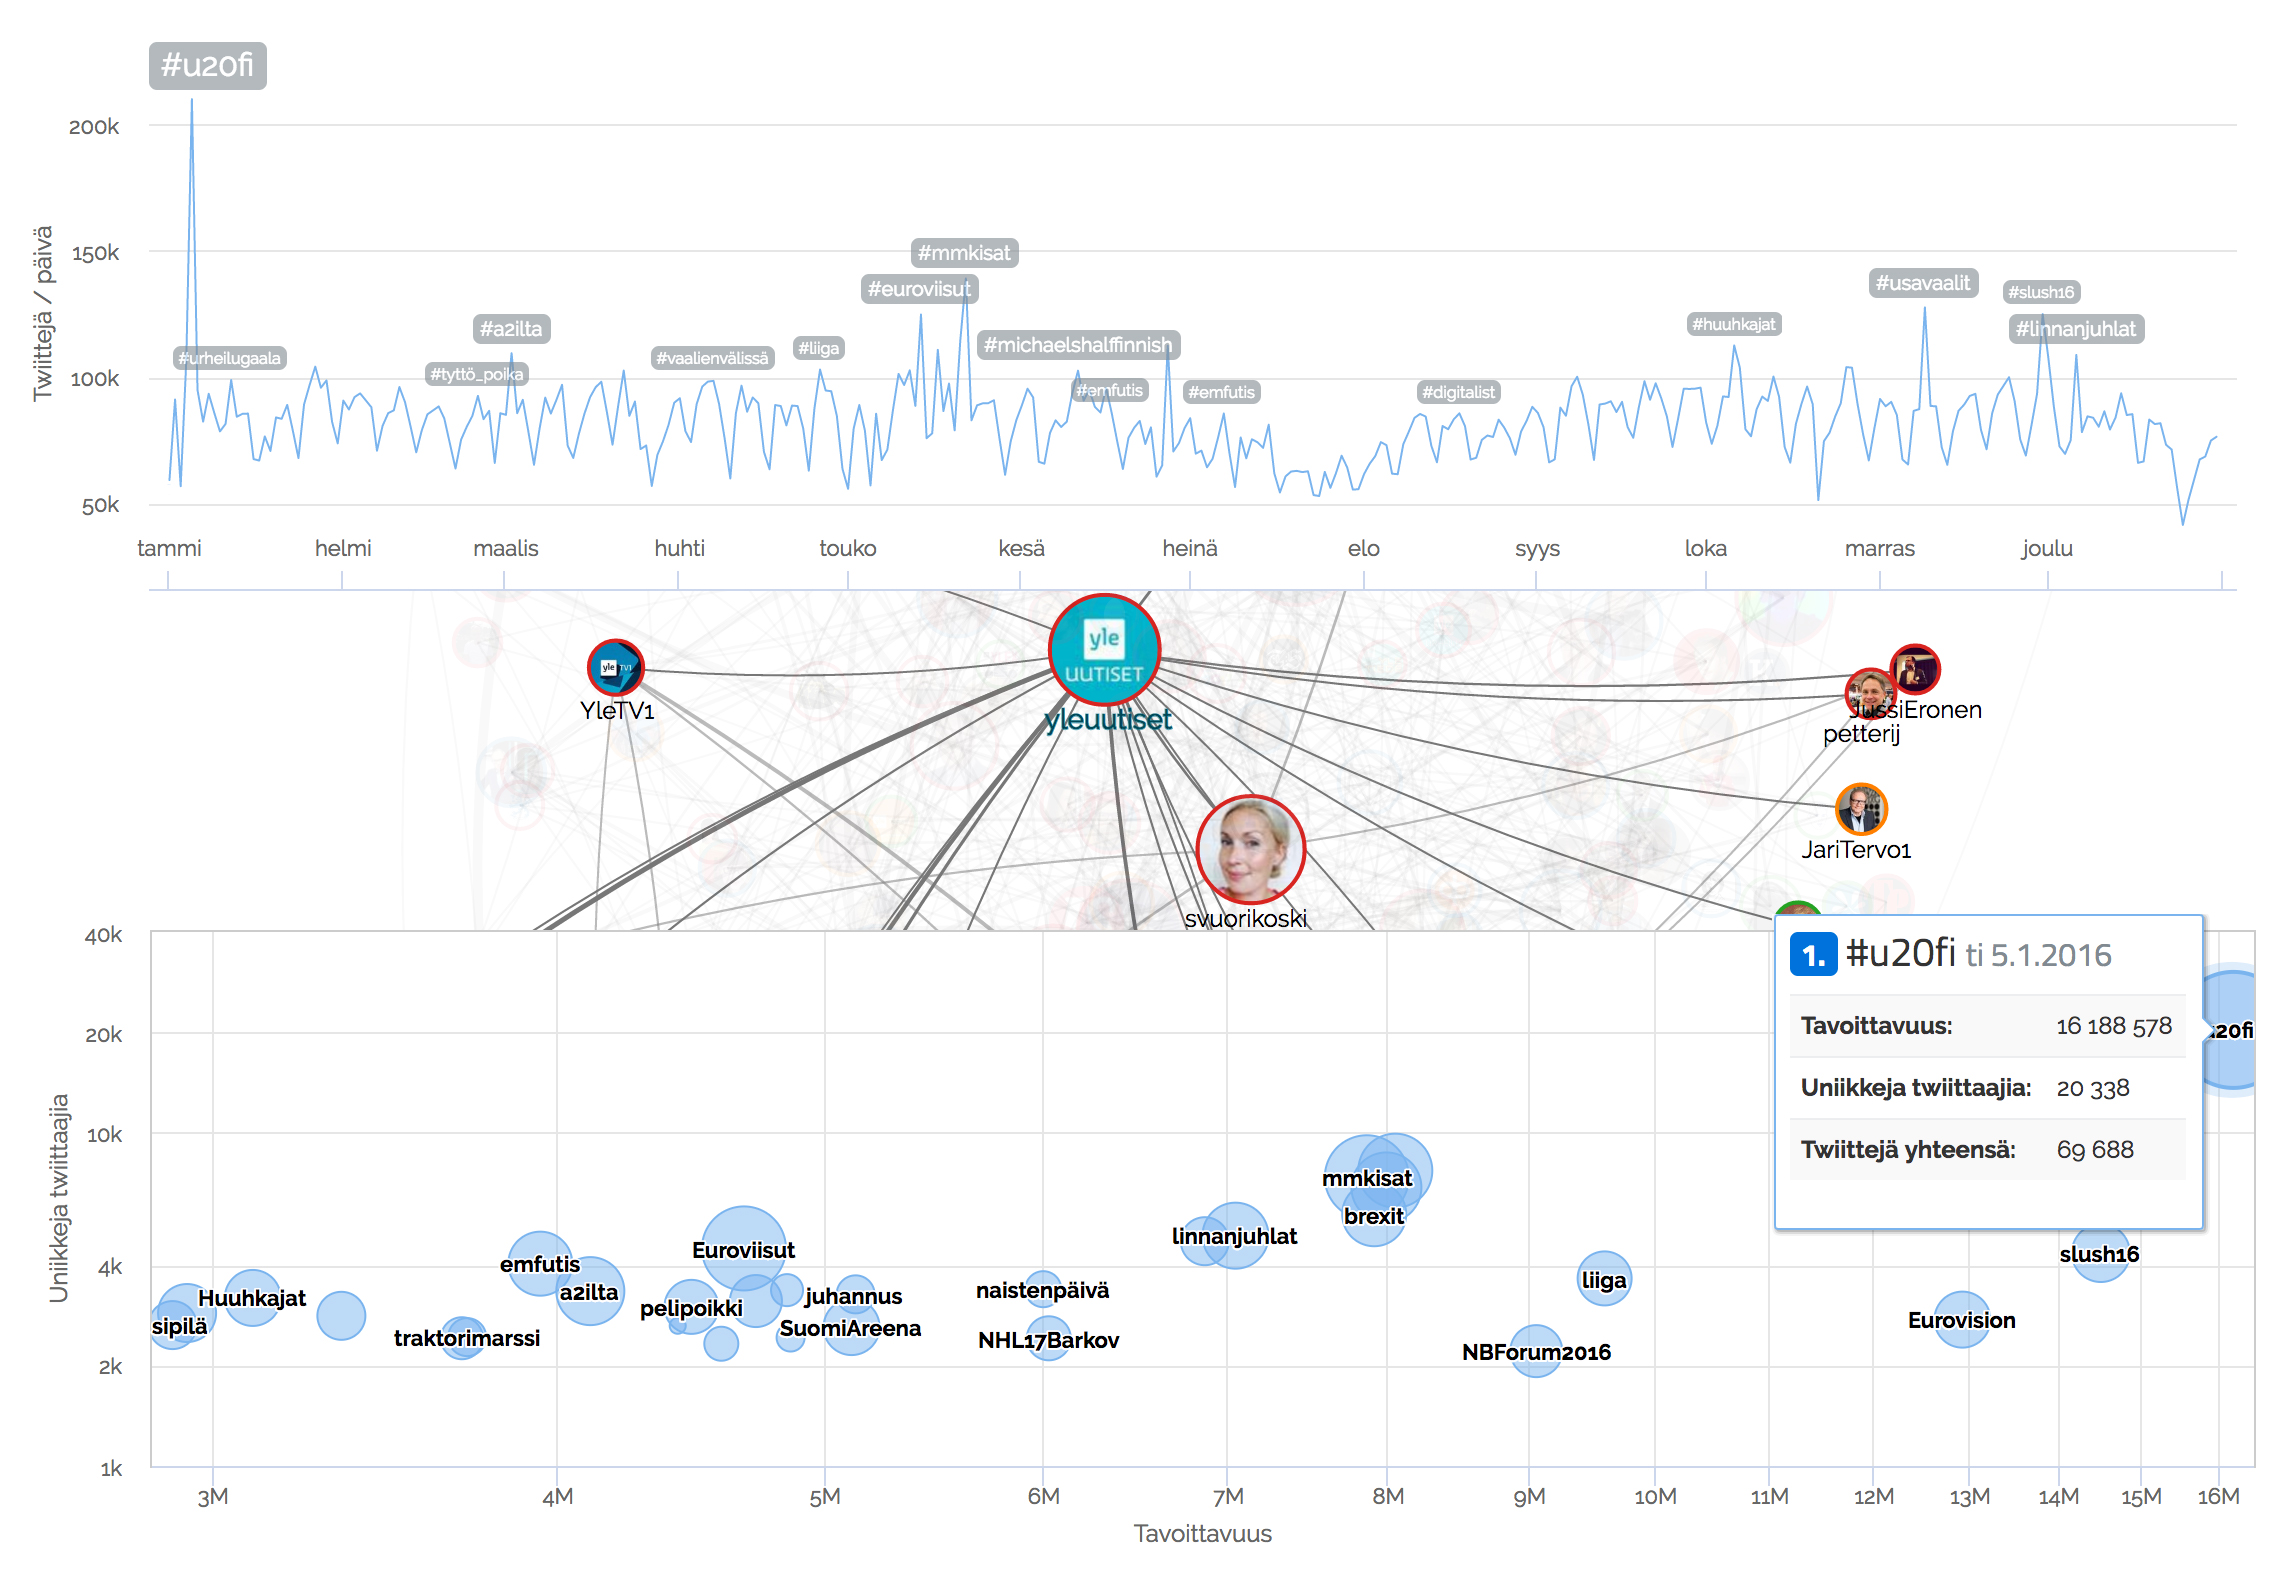 #u20fi
200k
150k
100k
50k
Twiittejä / päivä
#urheilugaala
#tyttö_poika
#a2ilta
#vaalienvälissä
#liiga
#euroviisut
#mmkisat
#michaelshalffinnish
#emfutis
#emfutis
#digitalist
#huuhkajat
#usavaalit
#slush16
#linnanjuhlat
tammi helmi maalis huhti touko kesä heinä elo syys loka marras joulu
yle TV1
YleTV1
yle
UUTISET
yleuutiset
JussiEronen
petterij
JariTervo1
svuorikoski
40k
20k
10k
4k
2k
1k
Uniikkeja twiittaajia
1. #u20fi ti 5.1.2016
Tavoittavuus: 16 188 578
Uniikkeja twiittaajia: 20 338
Twiittejä yhteensä: 69 688
u20fi
mmkisat
brexit
linnanjuhlat
Euroviisut
emfutis
a2ilta
slush16
liiga
naistenpäivä
juhannus
Huuhkajat
pelipoikki
sipilä
SuomiAreena
Eurovision
traktorimarssi
NHL17Barkov
NBForum2016
3M 4M 5M 6M 7M 8M 9M 10M 11M 12M 13M 14M 15M 16M
Tavoittavuus